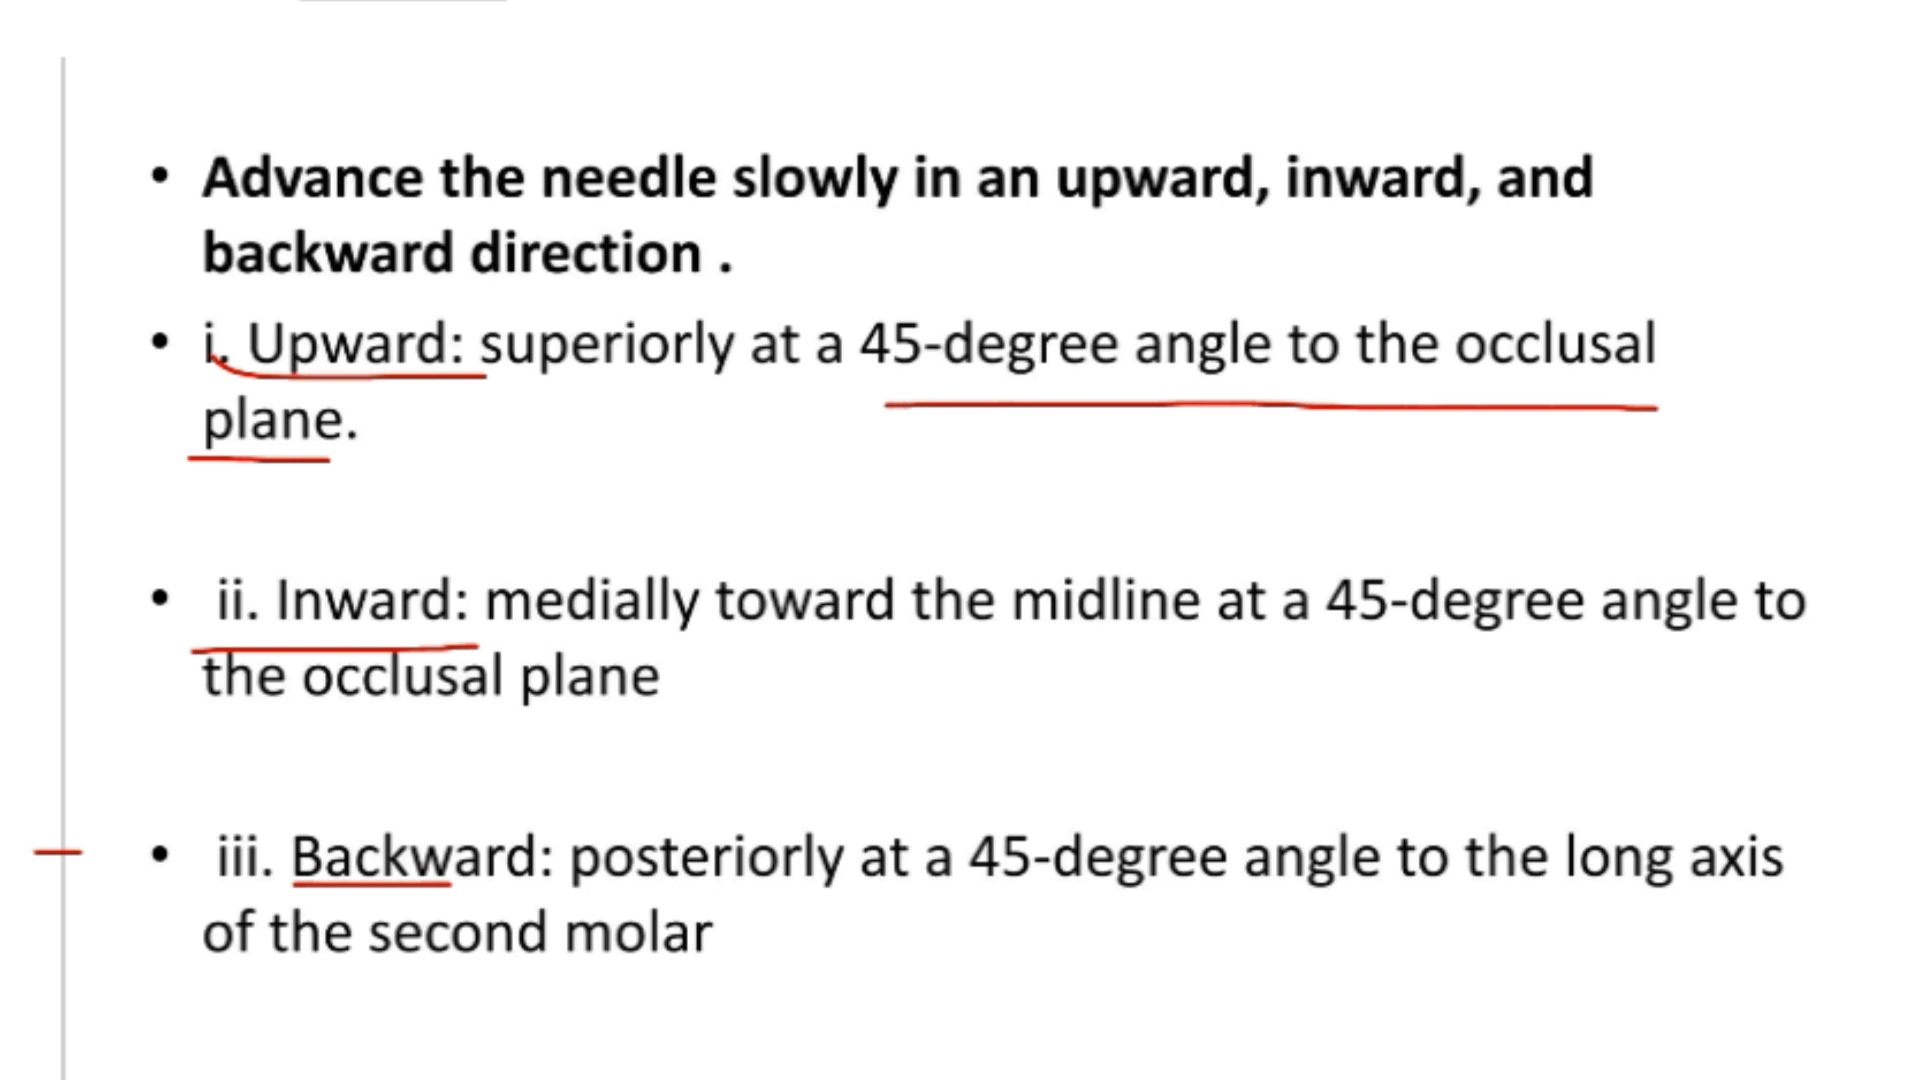 • Advance the needle slowly in an upward, inward, and
backward direction .
• i. Upward: superiorly at a 45-degree angle to the occlusal
plane.
• ii. Inward: medially toward the midline at a 45-degree angle to
the occlusal plane
• iii. Backward: posteriorly at a 45-degree angle to the long axis
of the second molar